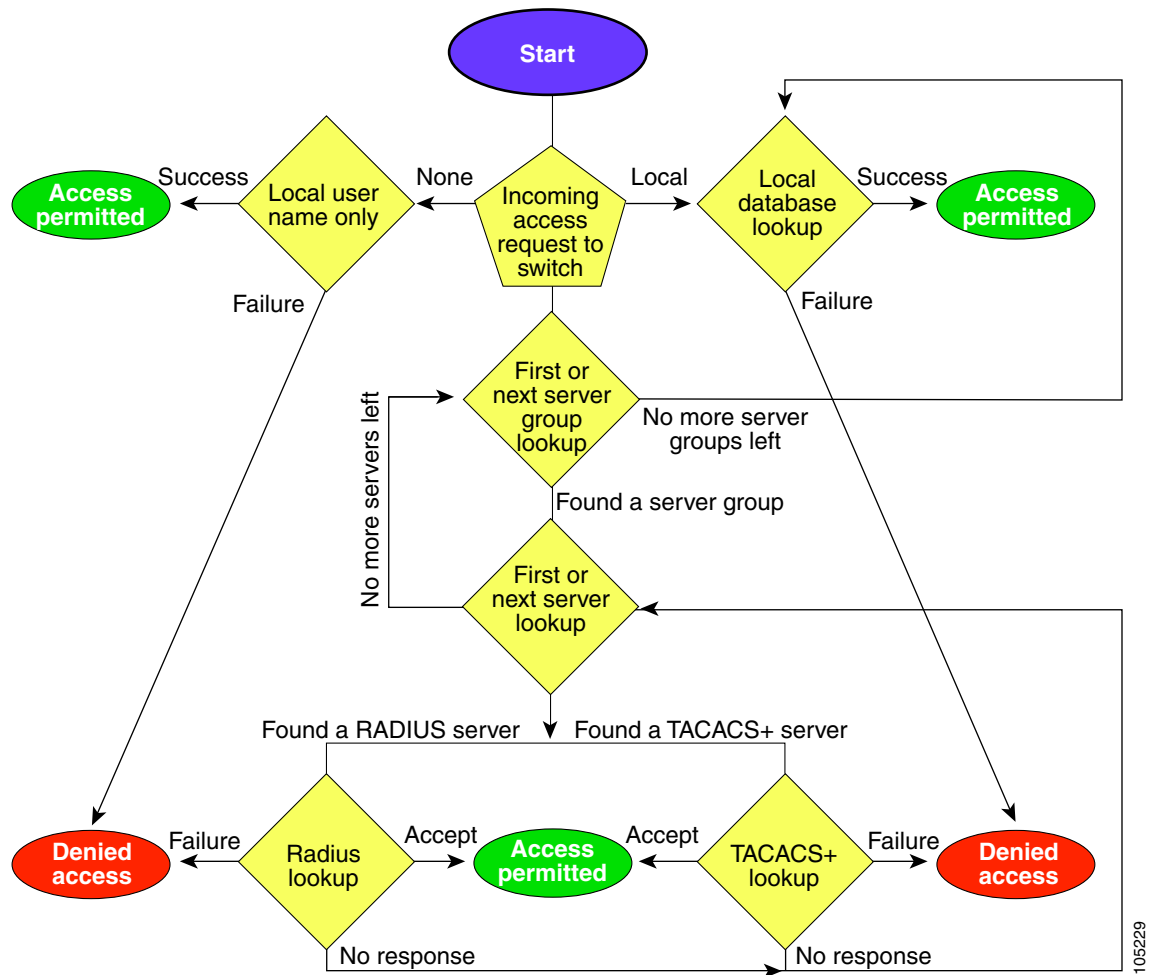 Start
Success
None
Local
Success
Access
permitted
Local user
name only
Incoming
access
request to
switch
Local
database
lookup
Access
permitted
Failure
Failure
First or
next server
group
lookup
No more server
groups left
No more servers left
Found a server group
First or
next server
lookup
Found a RADIUS server
Found a TACACS+ server
Denied
access
Failure
Radius
lookup
Accept
Access
permitted
Accept
TACACS+
lookup
Failure
Denied
access
No response
No response
105229